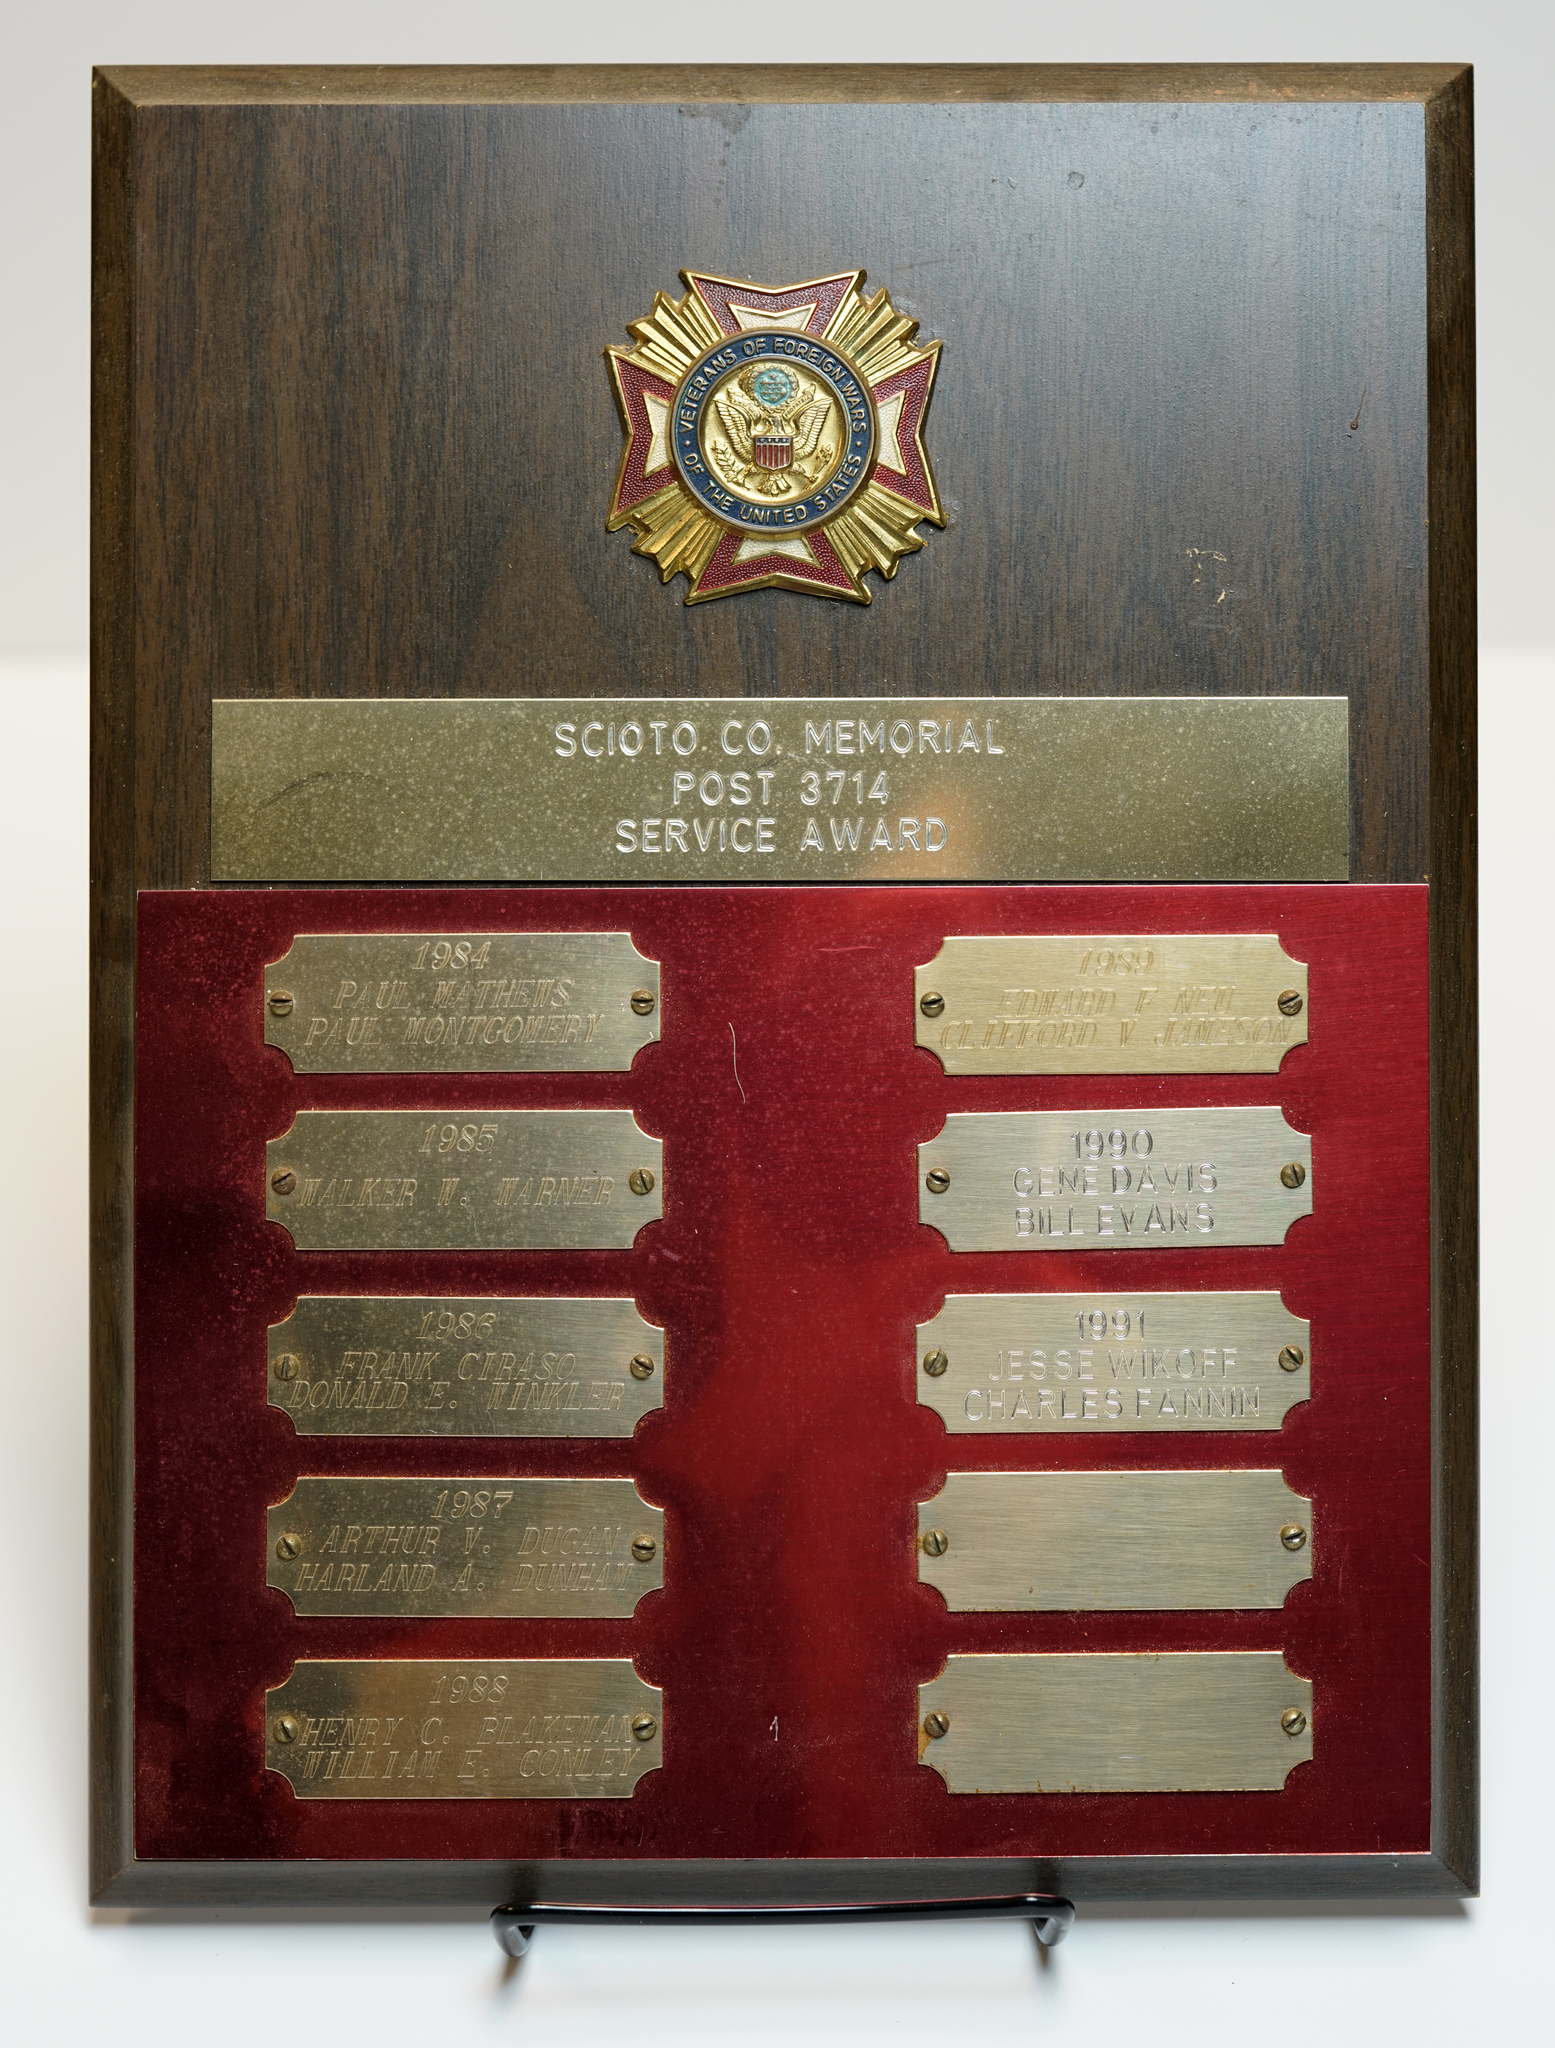 VETERANS OF FOREIGN WARS
OF THE UNITED STATES
SCIOTO CO. MEMORIAL
POST 3714
SERVICE AWARD
1984
PAUL MATHEWS
PAUL MONTGOMERY
1985
WALKER W. WARNER
1986
FRANK CIRASO
DONALD E. WINKLER
1987
ARTHUR V. DUGAN
HARLAND A. DUNHAM
1988
HENRY C. BLAKEMAN
WILLIAM E. CONLEY
1989
EDWARD F NEU
CLIFFORD V JAMESON
1990
GENE DAVIS
BILL EVANS
1991
JESSE WIKOFF
CHARLES FANNIN